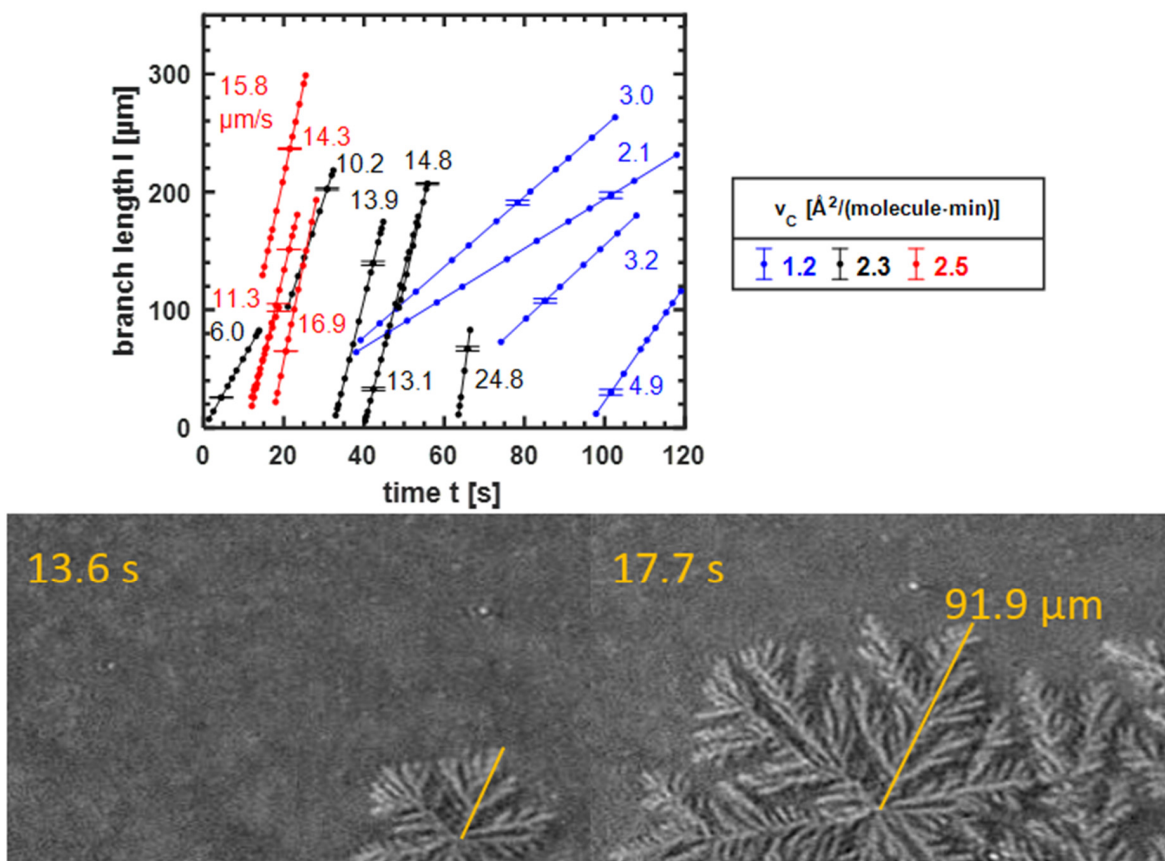 branch length l [µm]
300
200
100
0
15.8
µm/s
14.3
10.2
13.9
14.8
3.0
2.1
3.2
11.3
6.0
16.9
13.1
24.8
4.9
0 20 40 60 80 100 120
time t [s]
v_C [Å²/(molecule·min)]
1.2 2.3 2.5
13.6 s
17.7 s
91.9 µm